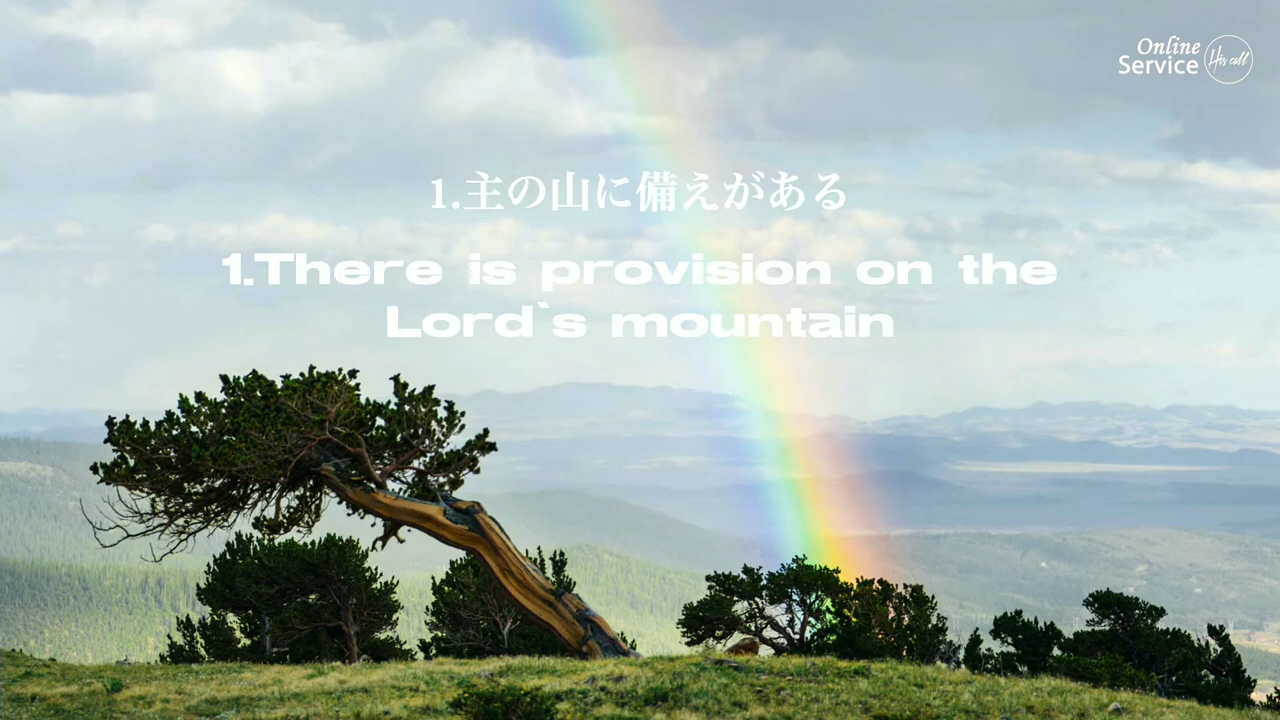 Online
Service
His call
1.主の山に備えがある
1.There is provision on the
Lord`s mountain